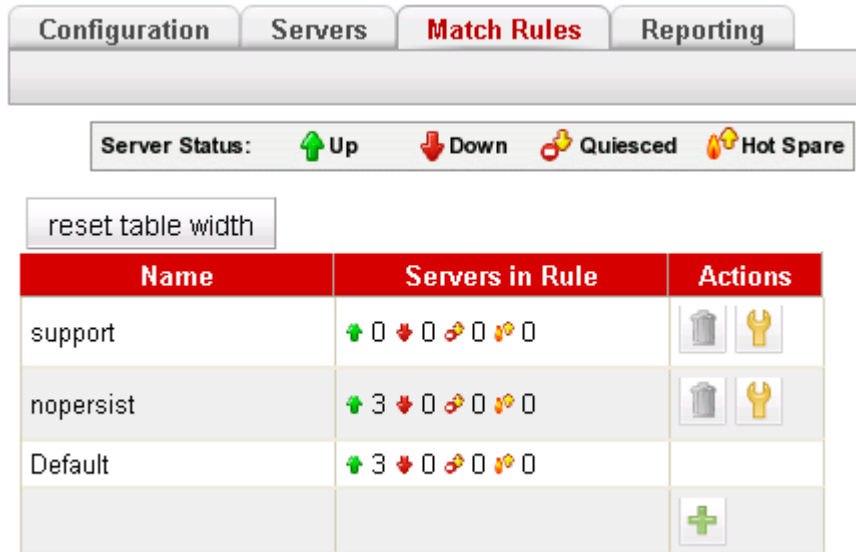 Configuration Servers Match Rules Reporting
Server Status: Up Down Quiesced Hot Spare
reset table width
Name Servers in Rule Actions
support 0 0 0 0
nopersist 3 0 0 0
Default 3 0 0 0